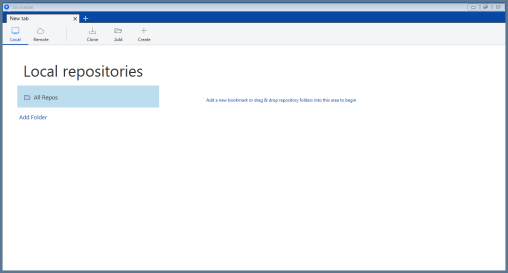 Sourcetree
New tab
Local
Remote
Clone
Add
Create
Local repositories
All Repos
Add a new bookmark or drag & drop repository folders into this area to begin
Add Folder